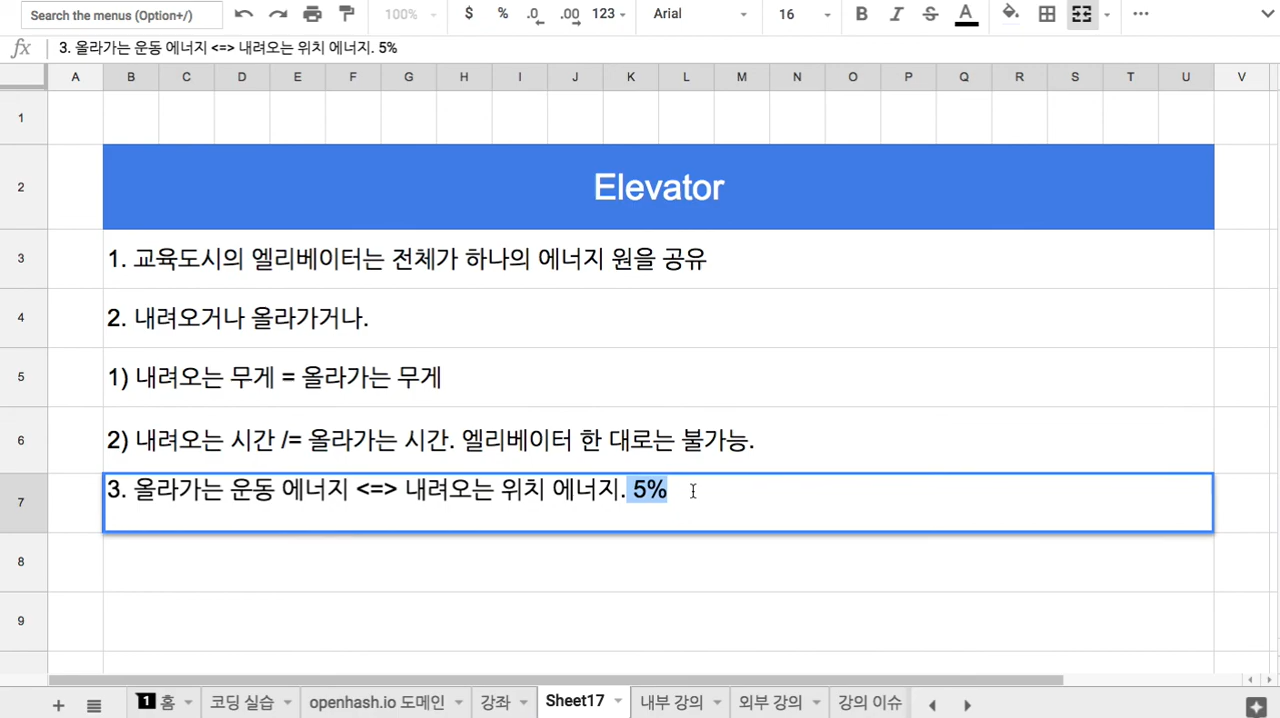 Search the menus (Option+/)
100%
$ % .0 .00 123
Arial
16
B I S A
fx 3. 올라가는 운동 에너지 <=> 내려오는 위치 에너지. 5%
A B C D E F G H I J K L M N O P Q R S T U V
1
2 Elevator
3 1. 교육도시의 엘리베이터는 전체가 하나의 에너지 원을 공유
4 2. 내려오거나 올라가거나.
5 1) 내려오는 무게 = 올라가는 무게
6 2) 내려오는 시간 /= 올라가는 시간. 엘리베이터 한 대로는 불가능.
7 3. 올라가는 운동 에너지 <=> 내려오는 위치 에너지. 5%
8
9
1 홈 코딩 실습 openhash.io 도메인 강좌 Sheet17 내부 강의 외부 강의 강의 이슈